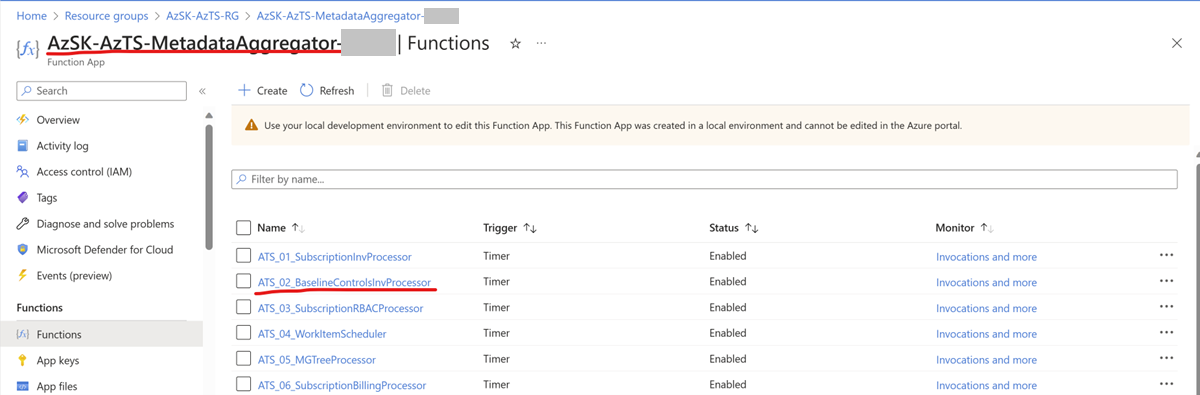 Home > Resource groups > AzSK-AzTS-RG > AzSK-AzTS-MetadataAggregator-
{fx} AzSK-AzTS-MetadataAggregator- | Functions ☆ ...
Function App
Search «
Overview
Activity log
Access control (IAM)
Tags
Diagnose and solve problems
Microsoft Defender for Cloud
Events (preview)
Functions
Functions
App keys
App files
+ Create Refresh | Delete
Use your local development environment to edit this Function App. This Function App was created in a local environment and cannot be edited in the Azure portal.
Filter by name...
Name ↑↓ Trigger ↑↓ Status ↑↓ Monitor ↑↓
ATS_01_SubscriptionInvProcessor Timer Enabled Invocations and more ...
ATS_02_BaselineControlsInvProcessor Timer Enabled Invocations and more ...
ATS_03_SubscriptionRBACProcessor Timer Enabled Invocations and more ...
ATS_04_WorkItemScheduler Timer Enabled Invocations and more ...
ATS_05_MGTreeProcessor Timer Enabled Invocations and more ...
ATS_06_SubscriptionBillingProcessor Timer Enabled Invocations and more ...